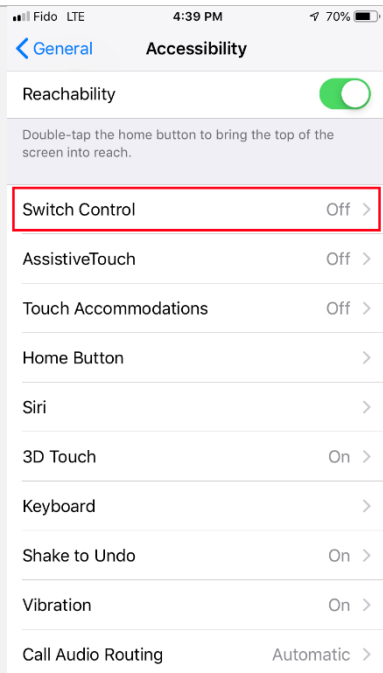 Fido LTE 4:39 PM 70%
General Accessibility
Reachability
Double-tap the home button to bring the top of the
screen into reach.
Switch Control Off
AssistiveTouch Off
Touch Accommodations Off
Home Button
Siri
3D Touch On
Keyboard
Shake to Undo On
Vibration On
Call Audio Routing Automatic